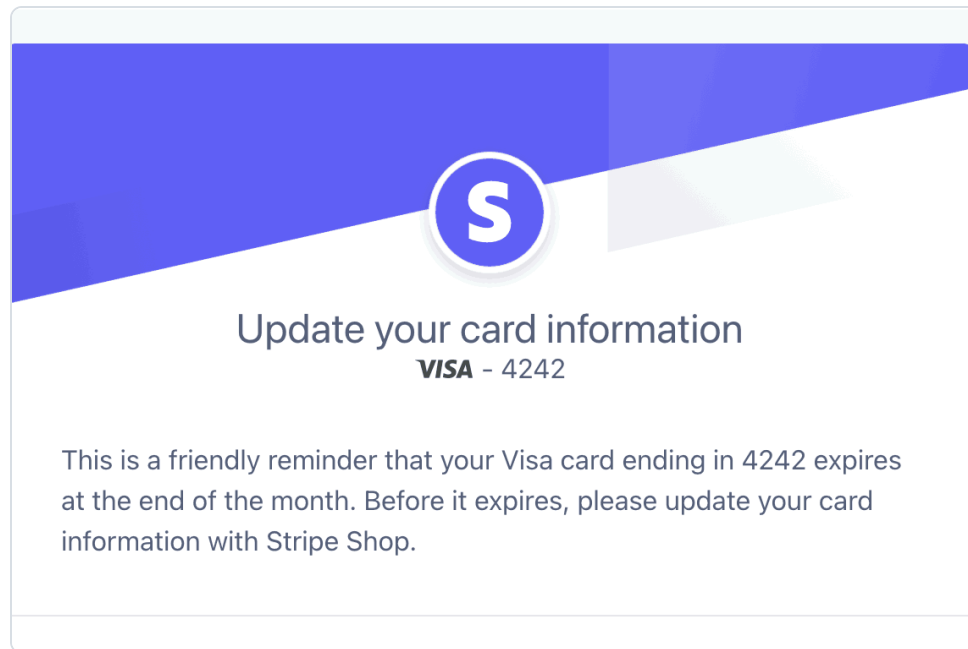 S
Update your card information
VISA - 4242
This is a friendly reminder that your Visa card ending in 4242 expires
at the end of the month. Before it expires, please update your card
information with Stripe Shop.